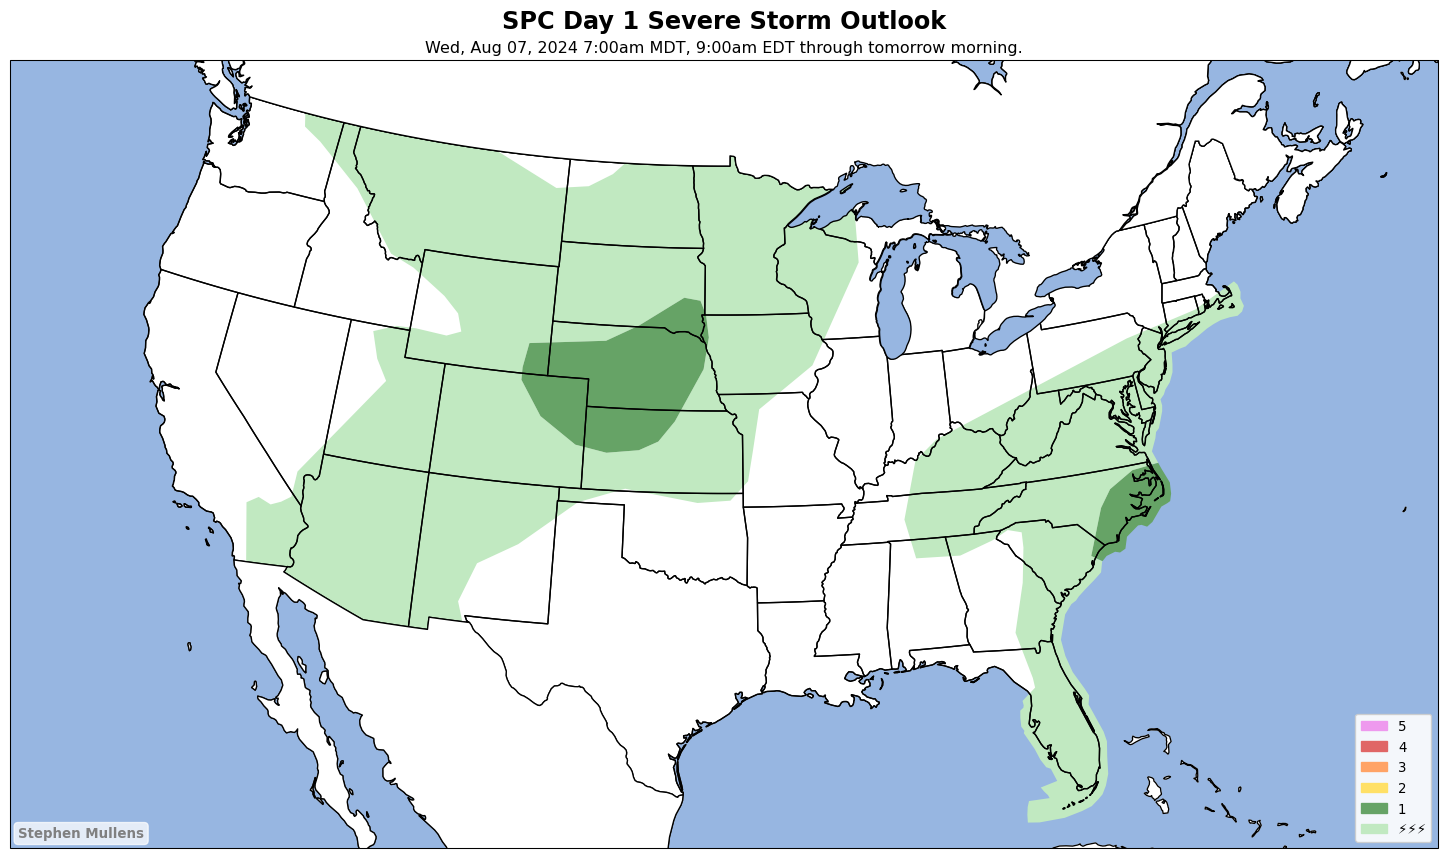 SPC Day 1 Severe Storm Outlook
Wed, Aug 07, 2024 7:00am MDT, 9:00am EDT through tomorrow morning.
5
4
3
2
1
⚡⚡⚡
Stephen Mullens